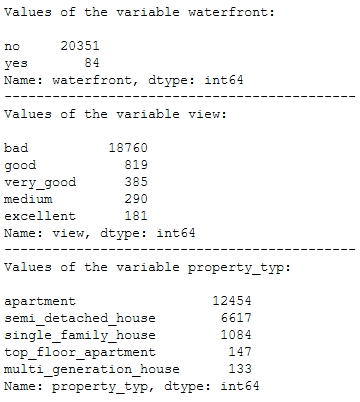 Values of the variable waterfront:
no 20351
yes 84
Name: waterfront, dtype: int64
------------------------------------------------
Values of the variable view:
bad 18760
good 819
very_good 385
medium 290
excellent 181
Name: view, dtype: int64
------------------------------------------------
Values of the variable property_typ:
apartment 12454
semi_detached_house 6617
single_family_house 1084
top_floor_apartment 147
multi_generation_house 133
Name: property_typ, dtype: int64